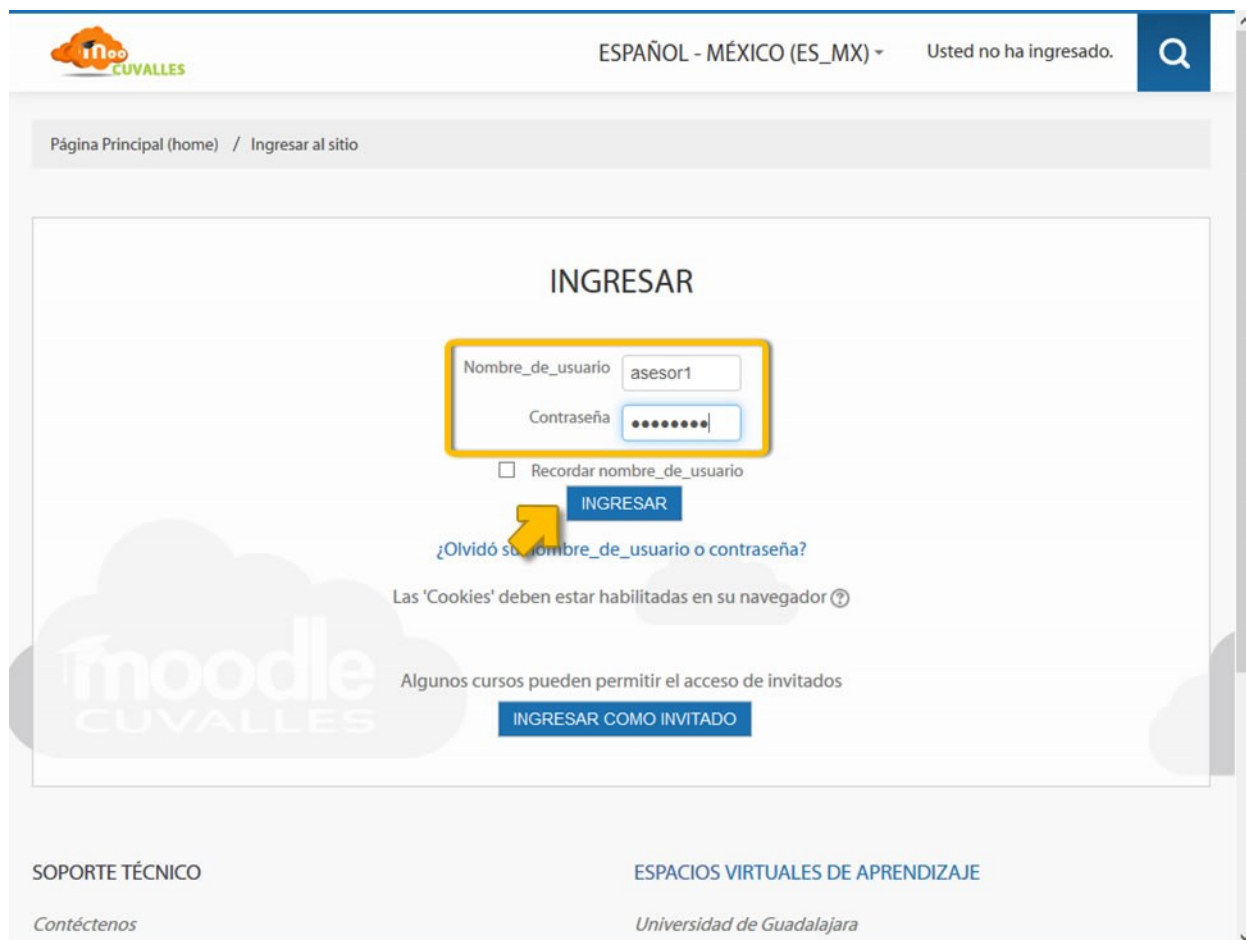 moo
CUVALLES
ESPAÑOL - MÉXICO (ES_MX)
Usted no ha ingresado.
Página Principal (home) / Ingresar al sitio
INGRESAR
Nombre_de_usuario asesor1
Contraseña ••••••••
Recordar nombre_de_usuario
INGRESAR
¿Olvidó su nombre_de_usuario o contraseña?
Las 'Cookies' deben estar habilitadas en su navegador
Algunos cursos pueden permitir el acceso de invitados
INGRESAR COMO INVITADO
moodle
CUVALLES
SOPORTE TÉCNICO
Contéctenos
ESPACIOS VIRTUALES DE APRENDIZAJE
Universidad de Guadalajara